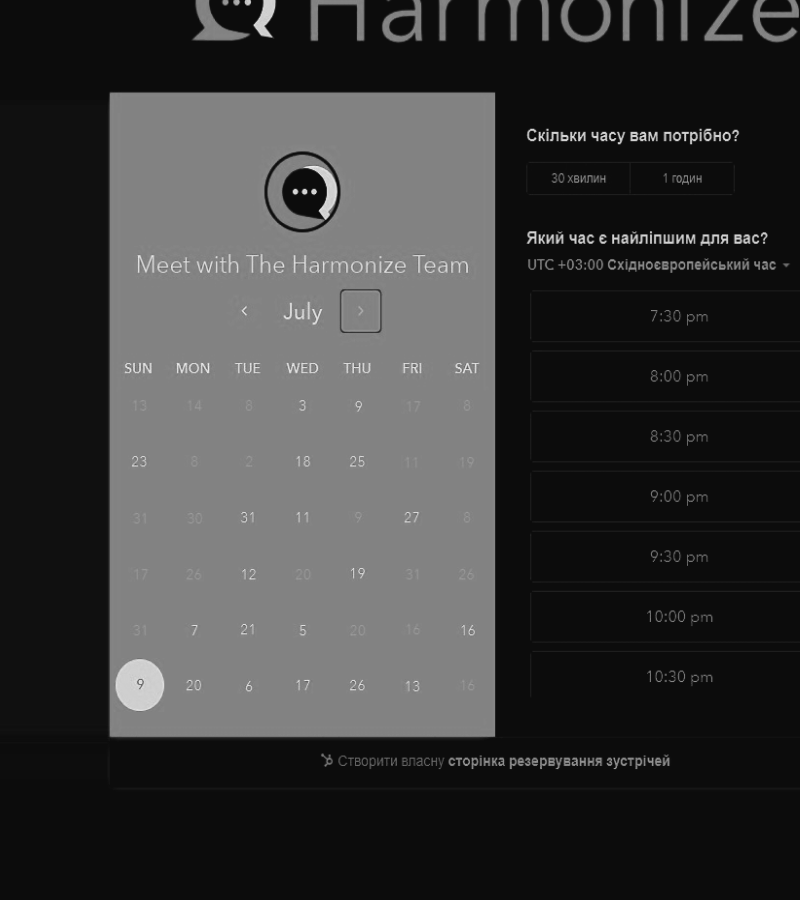 Harmonize
Скільки часу вам потрібно?
30 хвилин 1 годин
Який час є найліпшим для вас?
UTC +03:00 Східноєвропейський час
Meet with The Harmonize Team
July
SUN MON TUE WED THU FRI SAT
13 14 8 3 9 17 8
23 8 2 18 25 11 19
31 30 31 11 9 27 8
17 26 12 20 19 31 26
31 7 21 5 20 16 16
9 20 6 17 26 13 16
7:30 pm
8:00 pm
8:30 pm
9:00 pm
9:30 pm
10:00 pm
10:30 pm
Створити власну сторінка резервування зустрічей